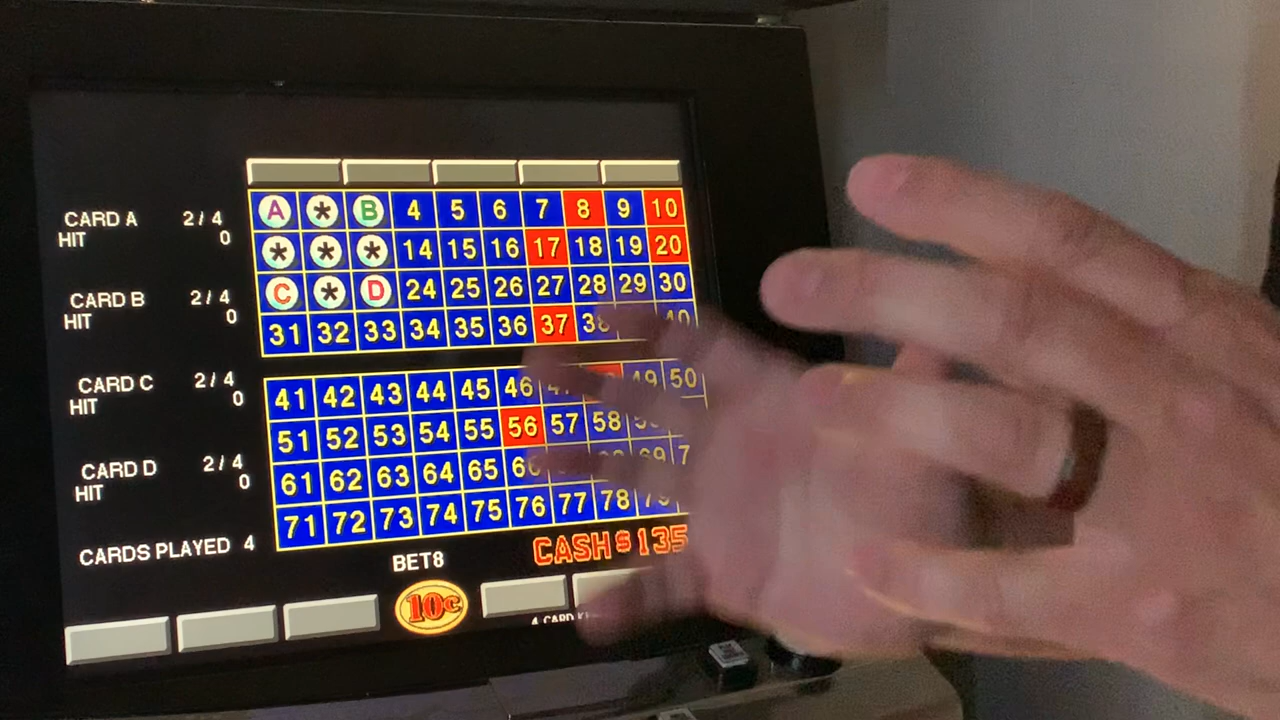 CARD A 2/4
HIT 0
CARD B 2/4
HIT 0
CARD C 2/4
HIT 0
CARD D 2/4
HIT 0
CARDS PLAYED 4
A * B 4 5 6 7 8 9 10
* * * 14 15 16 17 18 19 20
C * D 24 25 26 27 28 29 30
31 32 33 34 35 36 37 40
41 42 43 44 45 46 49 50
51 52 53 54 55 56 57 58
61 62 63 64 65
71 72 73 74 75 76 77 78
BET8
CASH $135
10¢
4 CARD